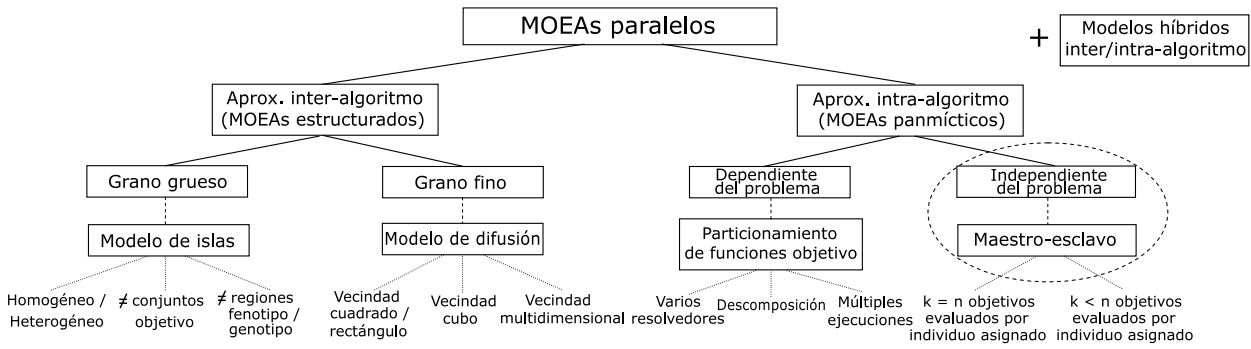 MOEAs paralelos
+
Modelos híbridos
inter/intra-algoritmo
Aprox. inter-algoritmo
(MOEAs estructurados)
Aprox. intra-algoritmo
(MOEAs panmícticos)
Grano grueso
Grano fino
Dependiente
del problema
Independiente
del problema
Modelo de islas
Modelo de difusión
Particionamiento
de funciones objetivo
Maestro-esclavo
Homogéneo /
Heterogéneo
≠ conjuntos
objetivo
≠ regiones
fenotipo /
genotipo
Vecindad
cuadrado /
rectángulo
Vecindad
cubo
Vecindad
multidimensional
Varios
resolvedores
Descomposición
Múltiples
ejecuciones
k = n objetivos
evaluados por
individuo asignado
k < n objetivos
evaluados por
individuo asignado